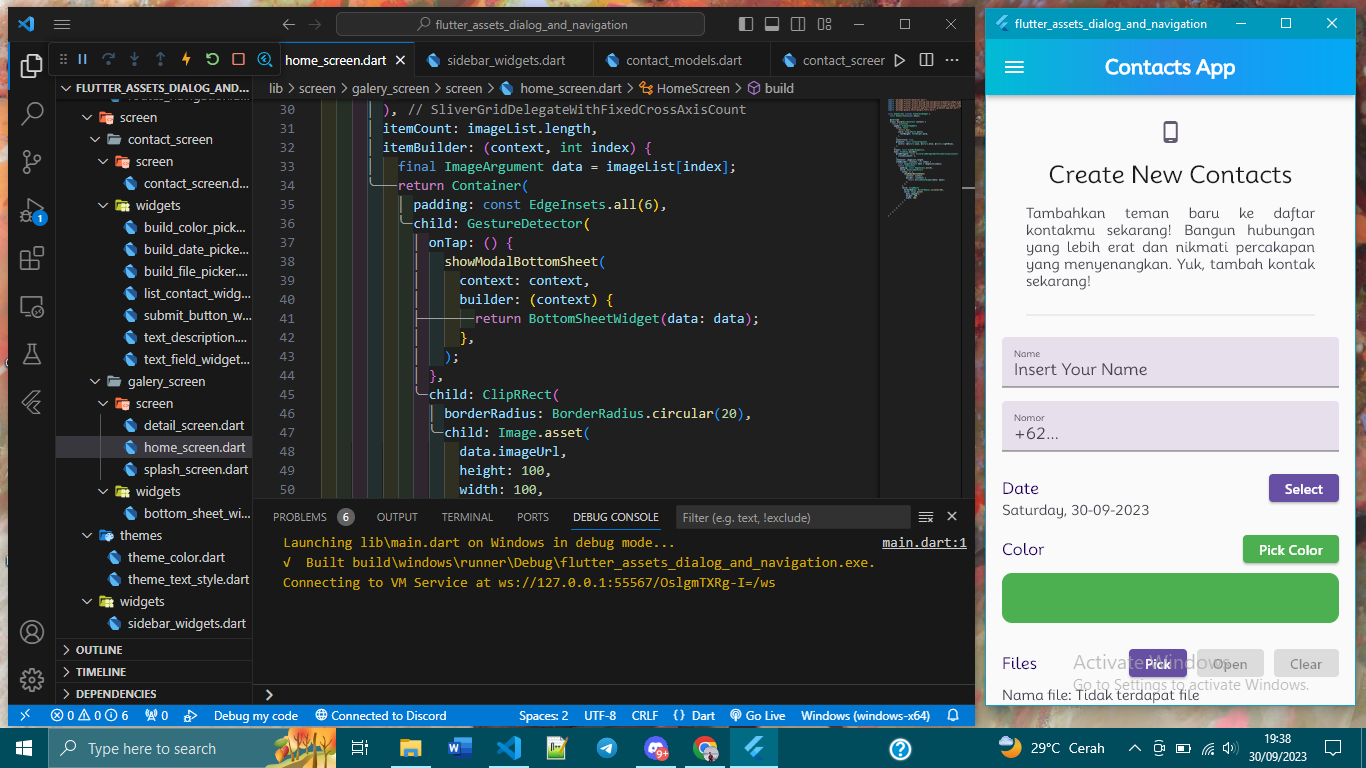 flutter_assets_dialog_and_navigation
home_screen.dart
sidebar_widgets.dart
contact_models.dart
contact_screer
FLUTTER_ASSETS_DIALOG_AND_...
lib > screen > galery_screen > screen > home_screen.dart > HomeScreen > build
screen
contact_screen
screen
contact_screen.d...
widgets
build_color_pick...
build_date_picke...
build_file_picker....
list_contact_widg...
submit_button_w...
text_description....
text_field_widget...
galery_screen
screen
detail_screen.dart
home_screen.dart
splash_screen.dart
widgets
bottom_sheet_wi...
themes
theme_color.dart
theme_text_style.dart
widgets
sidebar_widgets.dart
OUTLINE
TIMELINE
DEPENDENCIES
1
30 ), // SliverGridDelegateWithFixedCrossAxisCount
31 itemCount: imageList.length,
32 itemBuilder: (context, int index) {
33 final ImageArgument data = imageList[index];
34 return Container(
35 padding: const EdgeInsets.all(6),
36 child: GestureDetector(
37 onTap: () {
38 showModalBottomSheet(
39 context: context,
40 builder: (context) {
41 return BottomSheetWidget(data: data);
42 },
43 );
44 },
45 child: ClipRRect(
46 borderRadius: BorderRadius.circular(20),
47 child: Image.asset(
48 data.imageUrl,
49 height: 100,
50 width: 100,
PROBLEMS 6 OUTPUT TERMINAL PORTS DEBUG CONSOLE Filter (e.g. text, !exclude)
Launching lib\main.dart on Windows in debug mode... main.dart:1
√ Built build\windows\runner\Debug\flutter_assets_dialog_and_navigation.exe.
Connecting to VM Service at ws://127.0.0.1:55567/OslgmTXRg-I=/ws
0 0 6 0 Debug my code Connected to Discord Spaces: 2 UTF-8 CRLF {} Dart Go Live Windows (windows-x64)
flutter_assets_dialog_and_navigation
Contacts App
Create New Contacts
Tambahkan teman baru ke daftar
kontakmu sekarang! Bangun hubungan
yang lebih erat dan nikmati percakapan
yang menyenangkan. Yuk, tambah kontak
sekarang!
Name
Insert Your Name
Nomor
+62...
Date
Select
Saturday, 30-09-2023
Color
Pick Color
Files
Pick
Open
Clear
Nama file: Tidak terdapat file
Activate Windows
Go to Settings to activate Windows.
Type here to search
9+
29°C Cerah
19:38
30/09/2023